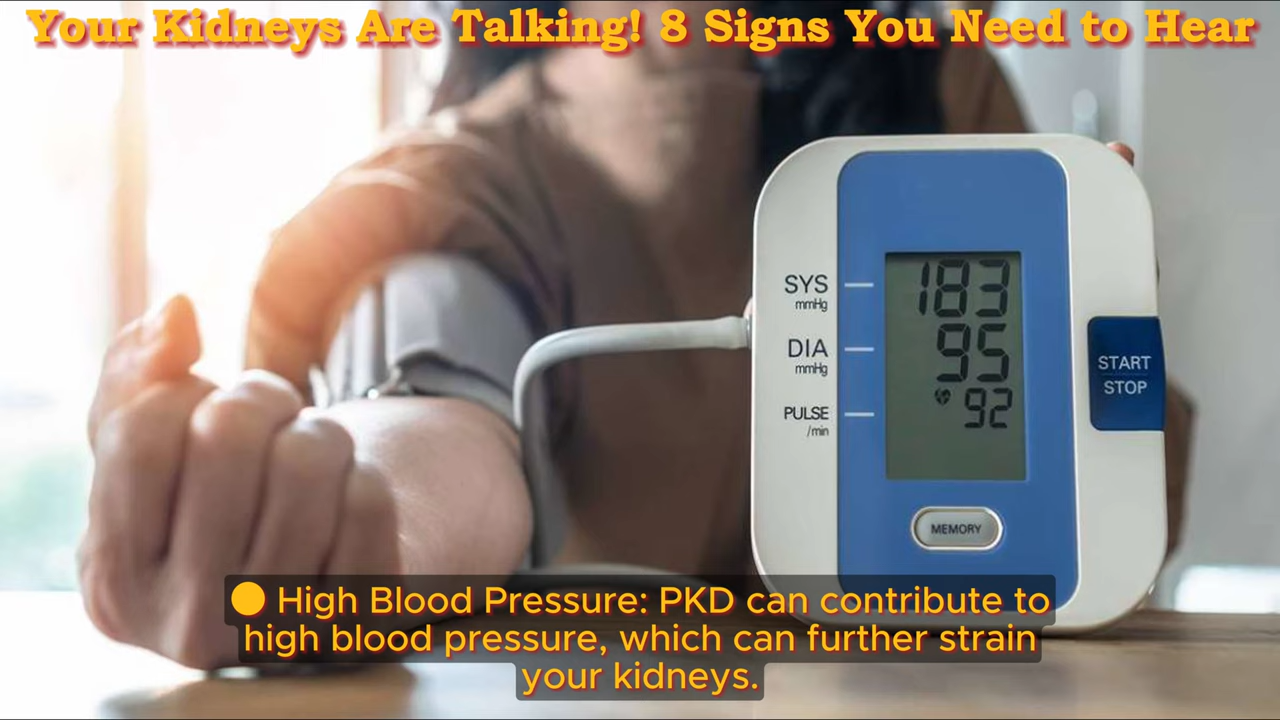 Your Kidneys Are Talking! 8 Signs You Need to Hear
SYS
mmHg
183
DIA
mmHg
95
PULSE
/min
92
START
STOP
MEMORY
High Blood Pressure: PKD can contribute to
high blood pressure, which can further strain
your kidneys.